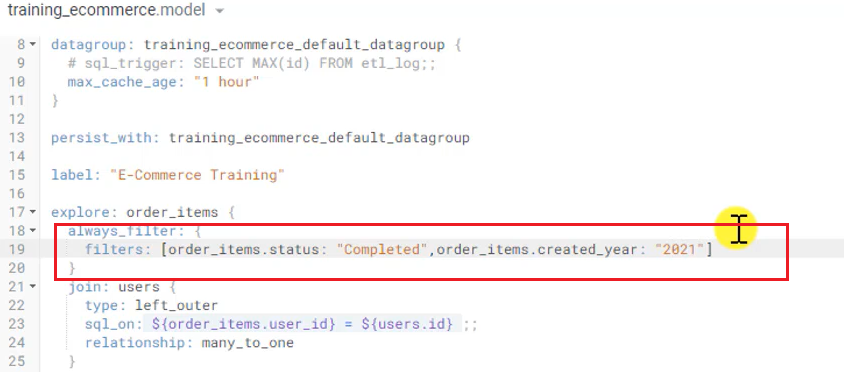 training_ecommerce.model
8 datagroup: training_ecommerce_default_datagroup {
9 # sql_trigger: SELECT MAX(id) FROM etl_log;;
10 max_cache_age: "1 hour"
11 }
12
13 persist_with: training_ecommerce_default_datagroup
14
15 label: "E-Commerce Training"
16
17 explore: order_items {
18 always_filter: {
19 filters: [order_items.status: "Completed",order_items.created_year: "2021"]
20 }
21 join: users {
22 type: left_outer
23 sql_on: ${order_items.user_id} = ${users.id} ;;
24 relationship: many_to_one
25 }